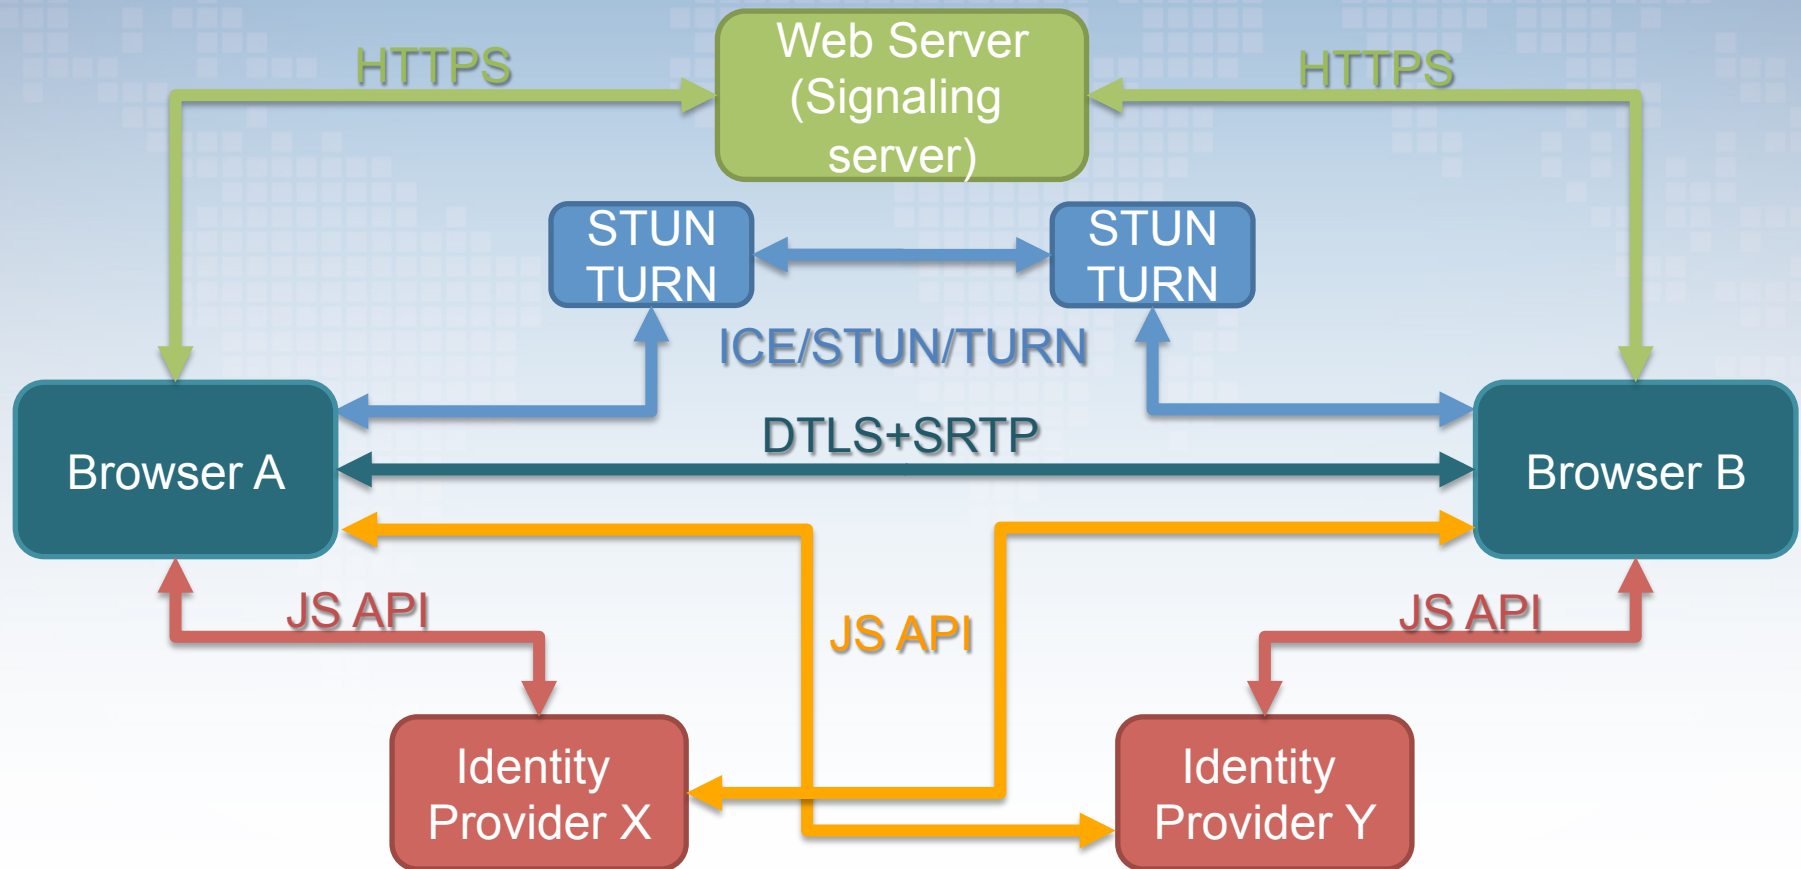 HTTPS
Web Server
(Signaling
server)
HTTPS
STUN
TURN
STUN
TURN
ICE/STUN/TURN
DTLS+SRTP
Browser A
Browser B
JS API
JS API
JS API
Identity
Provider X
Identity
Provider Y